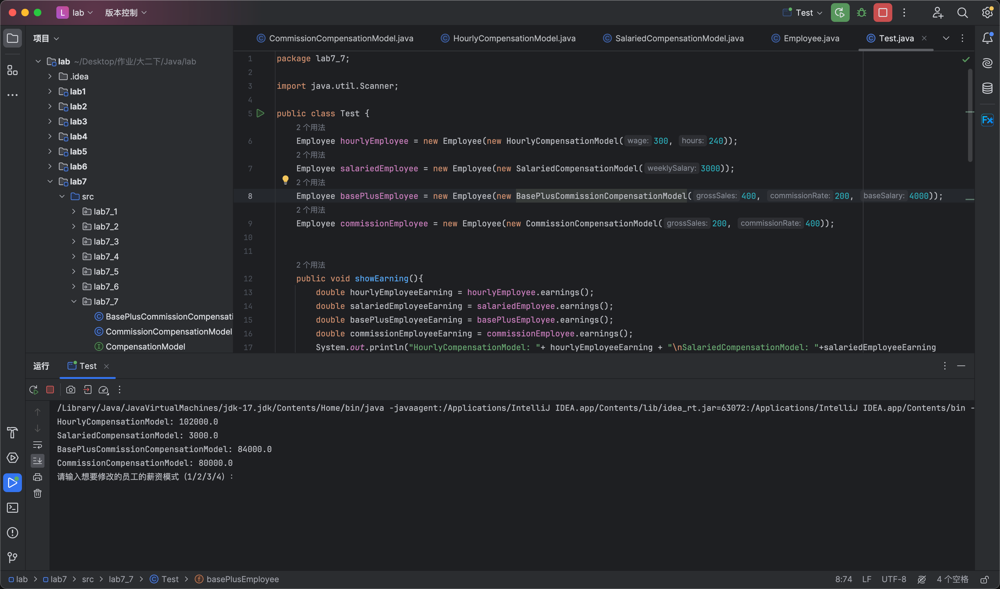 L lab 版本控制 Test
项目
CommissionCompensationModel.java HourlyCompensationModel.java SalariedCompensationModel.java Employee.java Test.java
lab ~/Desktop/作业/大二下/Java/lab
.idea
lab1
lab2
lab3
lab4
lab5
lab6
lab7
src
lab7_1
lab7_2
lab7_3
lab7_4
lab7_5
lab7_6
lab7_7
BasePlusCommissionCompensati
CommissionCompensationModel
CompensationModel
1 package lab7_7;
2
3 import java.util.Scanner;
4
5 public class Test {
2 个用法
6 Employee hourlyEmployee = new Employee(new HourlyCompensationModel( wage: 300, hours: 240));
2 个用法
7 Employee salariedEmployee = new Employee(new SalariedCompensationModel( weeklySalary: 3000));
2 个用法
8 Employee basePlusEmployee = new Employee(new BasePlusCommissionCompensationModel( grossSales: 400, commissionRate: 200, baseSalary: 4000));
2 个用法
9 Employee commissionEmployee = new Employee(new CommissionCompensationModel( grossSales: 200, commissionRate: 400));
10
11
2 个用法
12 public void showEarning(){
13 double hourlyEmployeeEarning = hourlyEmployee.earnings();
14 double salariedEmployeeEarning = salariedEmployee.earnings();
15 double basePlusEmployeeEarning = basePlusEmployee.earnings();
16 double commissionEmployeeEarning = commissionEmployee.earnings();
17 System.out.println("HourlyCompensationModel: "+ hourlyEmployeeEarning + "\nSalariedCompensationModel: "+salariedEmployeeEarning
Fx
运行 Test
/Library/Java/JavaVirtualMachines/jdk-17.jdk/Contents/Home/bin/java -javaagent:/Applications/IntelliJ IDEA.app/Contents/lib/idea_rt.jar=63072:/Applications/IntelliJ IDEA.app/Contents/bin -
HourlyCompensationModel: 102000.0
SalariedCompensationModel: 3000.0
BasePlusCommissionCompensationModel: 84000.0
CommissionCompensationModel: 80000.0
请输入想要修改的员工的薪资模式（1/2/3/4）：
lab > lab7 > src > lab7_7 > Test > basePlusEmployee 8:74 LF UTF-8 4 个空格